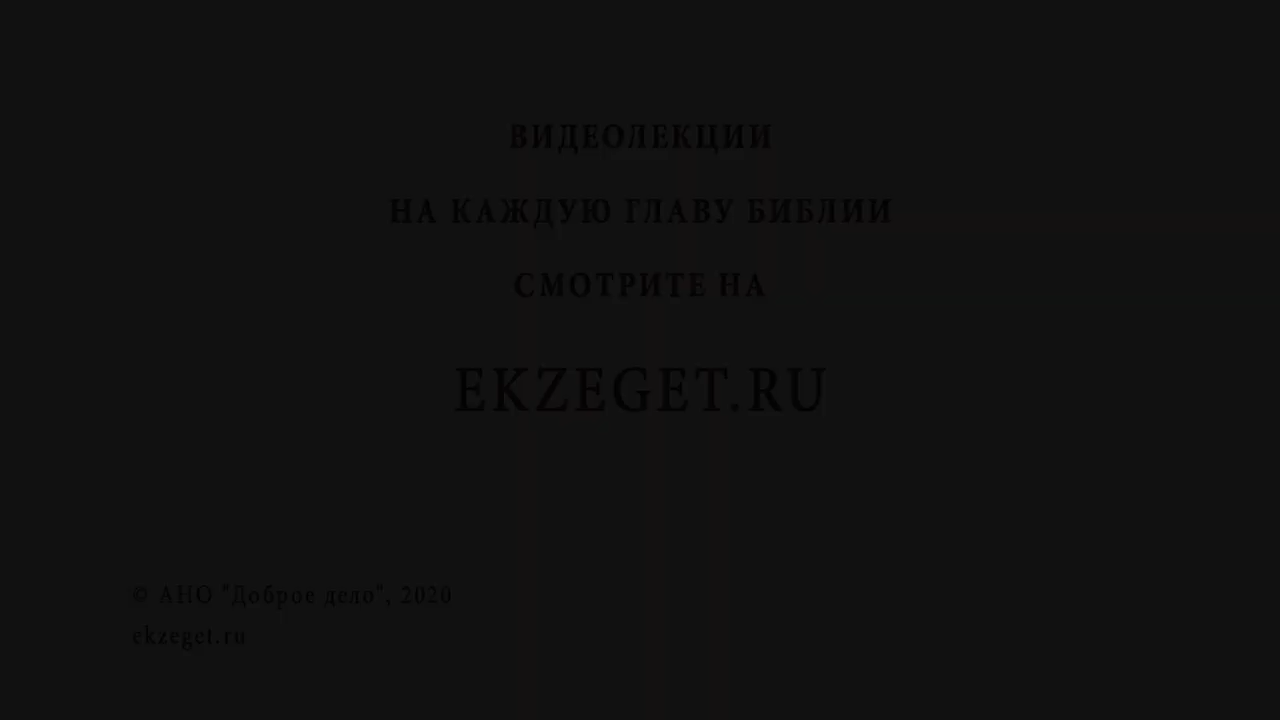 ВИДЕОЛЕКЦИИ
НА КАЖДУЮ ГЛАВУ БИБЛИИ
СМОТРИТЕ НА
EKZEGET.RU
© АНО "Доброе дело", 2020
ekzeget.ru